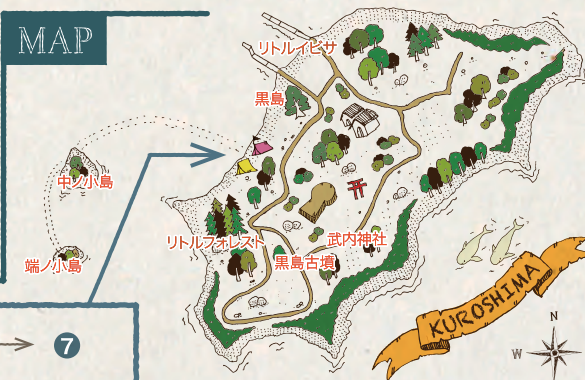 MAP
リトルイビサ
黒島
中ノ小島
端ノ小島
リトルフォレスト
武内神社
黒島古墳
KUROSHIMA
N
W
7